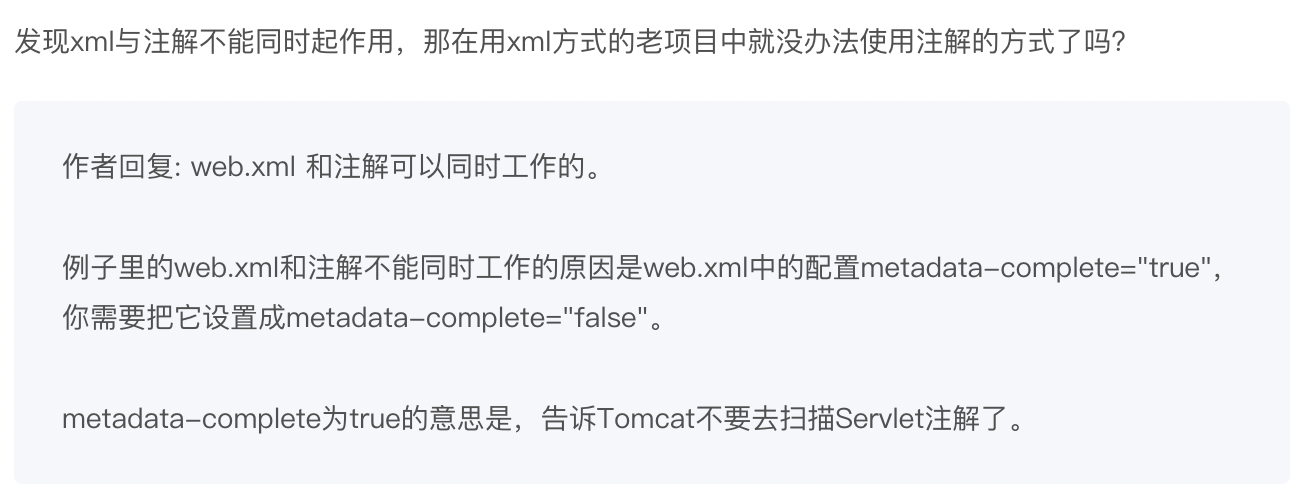 发现xml与注解不能同时起作用，那在用xml方式的老项目中就没办法使用注解的方式了吗？
作者回复: web.xml 和注解可以同时工作的。
例子里的web.xml和注解不能同时工作的原因是web.xml中的配置metadata-complete="true"，
你需要把它设置成metadata-complete="false"。
metadata-complete为true的意思是，告诉Tomcat不要去扫描Servlet注解了。